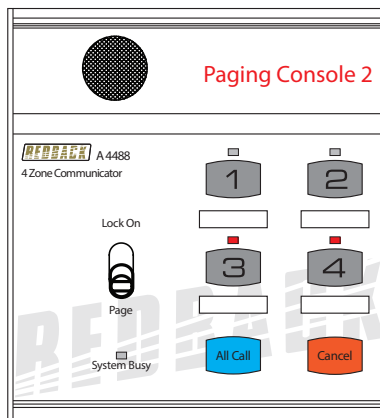 Paging Console 2
REDBACK A 4488
4 Zone Communicator
1
2
Lock On
3
4
Page
REDBACK
All Call
Cancel
System Busy